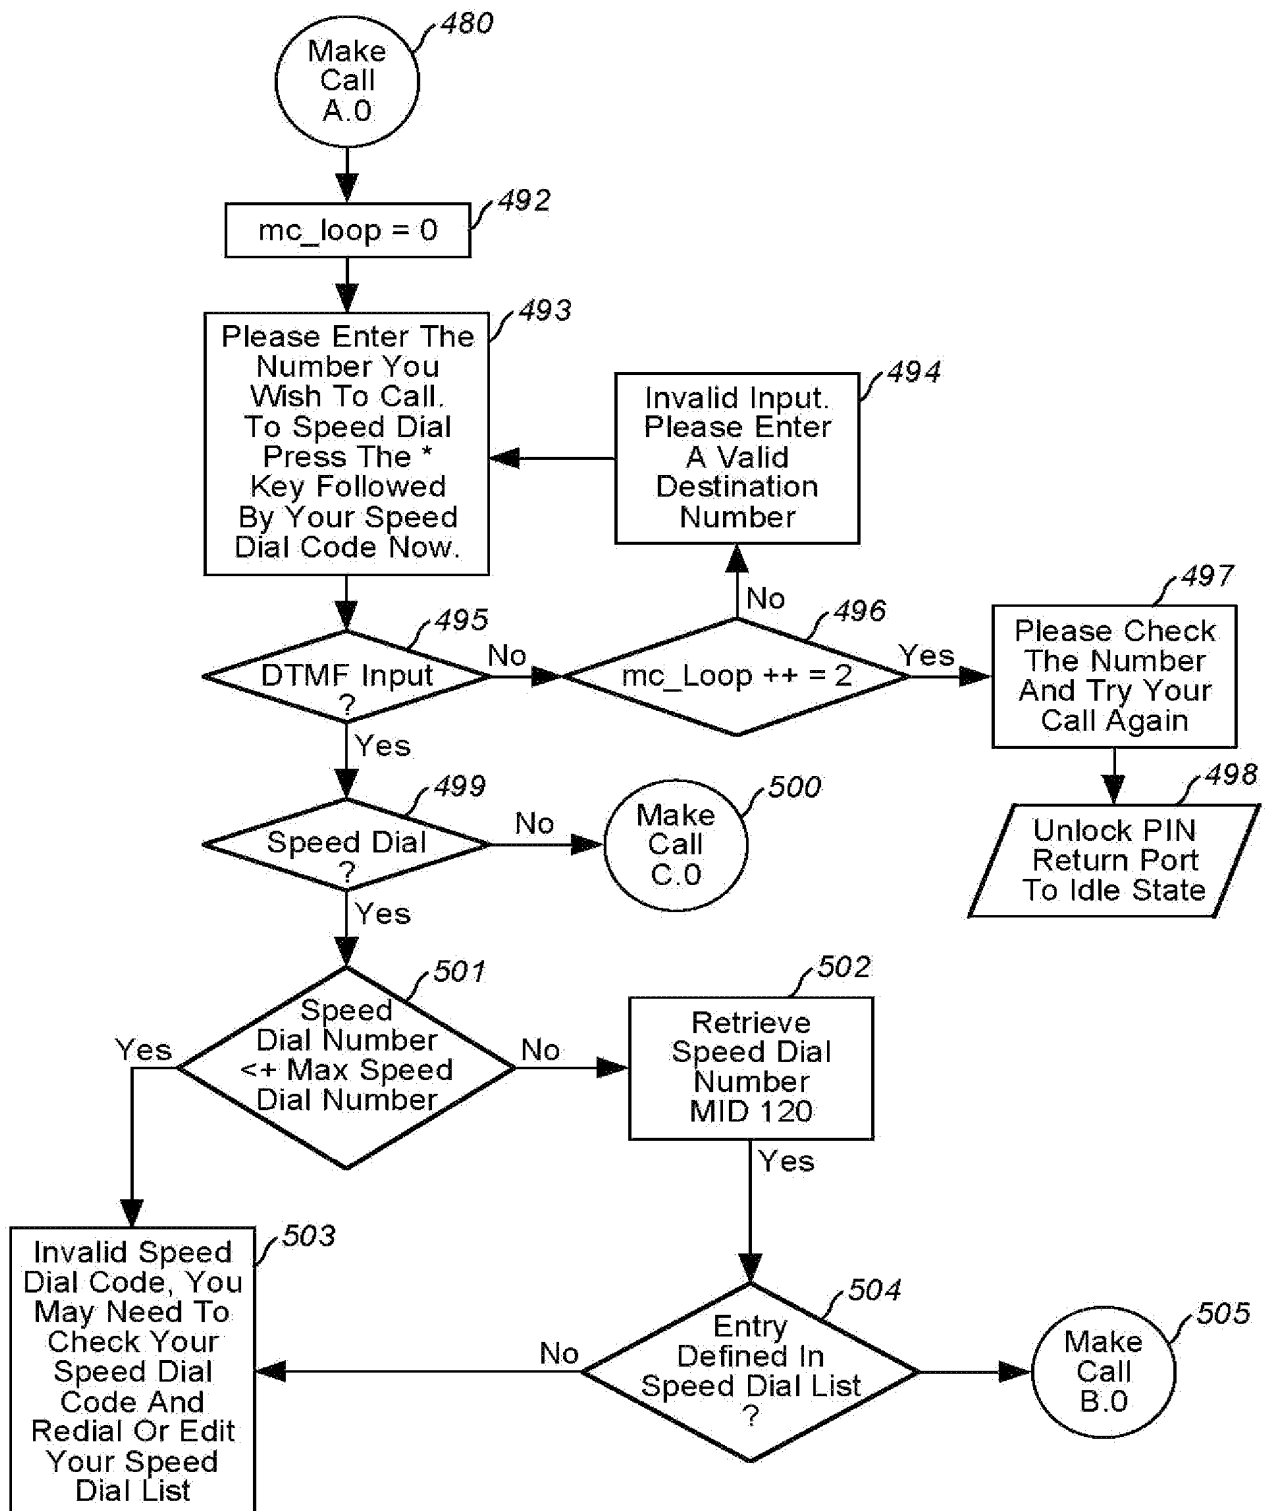 480
Make
Call
A.0
492
mc_loop = 0
493
Please Enter The
Number You
Wish To Call.
To Speed Dial
Press The *
Key Followed
By Your Speed
Dial Code Now.
494
Invalid Input.
Please Enter
A Valid
Destination
Number
495
DTMF Input
?
No
Yes
496
mc_Loop ++ = 2
No
Yes
497
Please Check
The Number
And Try Your
Call Again
498
Unlock PIN
Return Port
To Idle State
499
Speed Dial
?
No
Yes
500
Make
Call
C.0
501
Speed
Dial Number
<+ Max Speed
Dial Number
Yes
No
502
Retrieve
Speed Dial
Number
MID 120
Yes
503
Invalid Speed
Dial Code, You
May Need To
Check Your
Speed Dial
Code And
Redial Or Edit
Your Speed
Dial List
504
Entry
Defined In
Speed Dial List
?
No
505
Make
Call
B.0